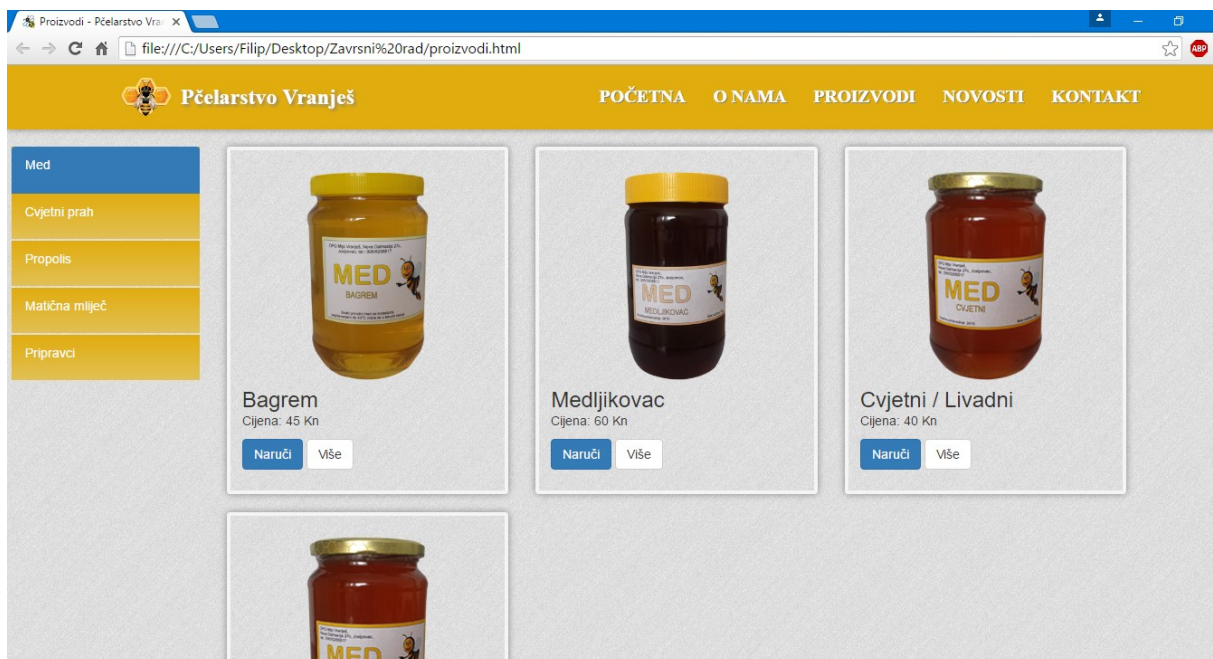 Proizvodi - Pčelarstvo Vra
file:///C:/Users/Filip/Desktop/Zavrsni%20rad/proizvodi.html
ABP
Pčelarstvo Vranješ
POČETNA O NAMA PROIZVODI NOVOSTI KONTAKT
Med
Cvjetni prah
Propolis
Matična mliječ
Pripravci
MED
BAGREM
Bagrem
Cijena: 45 Kn
Naruči Više
MED
MEDLJIKOVAC
Medljikovac
Cijena: 60 Kn
Naruči Više
MED
CVJETNI
Cvjetni / Livadni
Cijena: 40 Kn
Naruči Više
MED